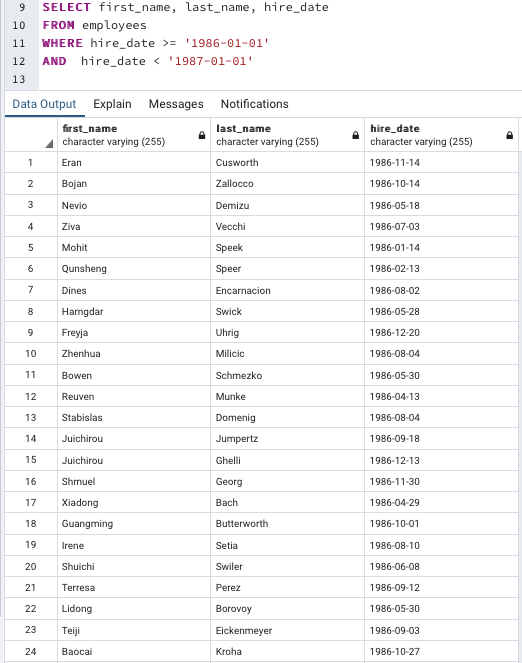 9 SELECT first_name, last_name, hire_date
10 FROM employees
11 WHERE hire_date >= '1986-01-01'
12 AND  hire_date < '1987-01-01'
13
Data Output Explain Messages Notifications
first_name last_name hire_date
character varying (255) character varying (255) character varying (255)
1 Eran Cusworth 1986-11-14
2 Bojan Zallocco 1986-10-14
3 Nevio Demizu 1986-05-18
4 Ziva Vecchi 1986-07-03
5 Mohit Speek 1986-01-14
6 Qunsheng Speer 1986-02-13
7 Dines Encarnacion 1986-08-02
8 Harngdar Swick 1986-05-28
9 Freyja Uhrig 1986-12-20
10 Zhenhua Milicic 1986-08-04
11 Bowen Schmezko 1986-05-30
12 Reuven Munke 1986-04-13
13 Stabislas Domenig 1986-08-04
14 Juichirou Jumpertz 1986-09-18
15 Juichirou Ghelli 1986-12-13
16 Shmuel Georg 1986-11-30
17 Xiadong Bach 1986-04-29
18 Guangming Butterworth 1986-10-01
19 Irene Setia 1986-08-10
20 Shuichi Swiler 1986-06-08
21 Terresa Perez 1986-09-12
22 Lidong Borovoy 1986-05-30
23 Teiji Eickenmeyer 1986-09-03
24 Baocai Kroha 1986-10-27